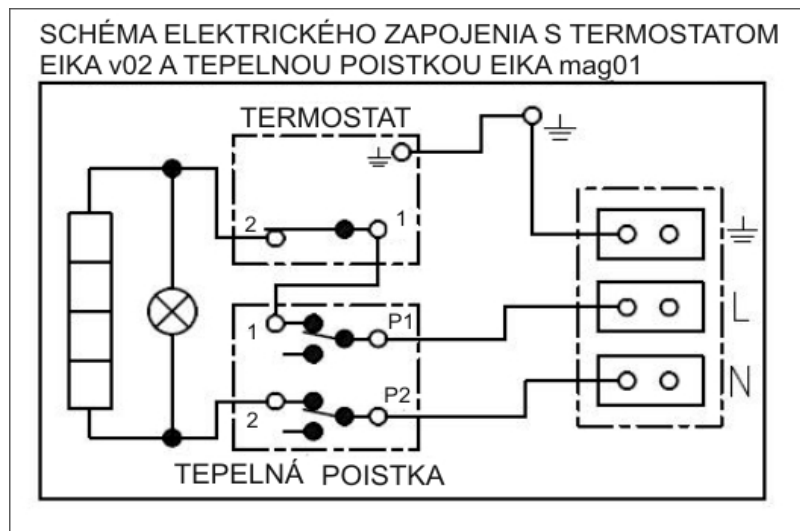 SCHÉMA ELEKTRICKÉHO ZAPOJENIA S TERMOSTATOM
EIKA v02 A TEPELNOU POISTKOU EIKA mag01
TERMOSTAT
2
1
1
P1
L
2
P2
N
TEPELNÁ POISTKA